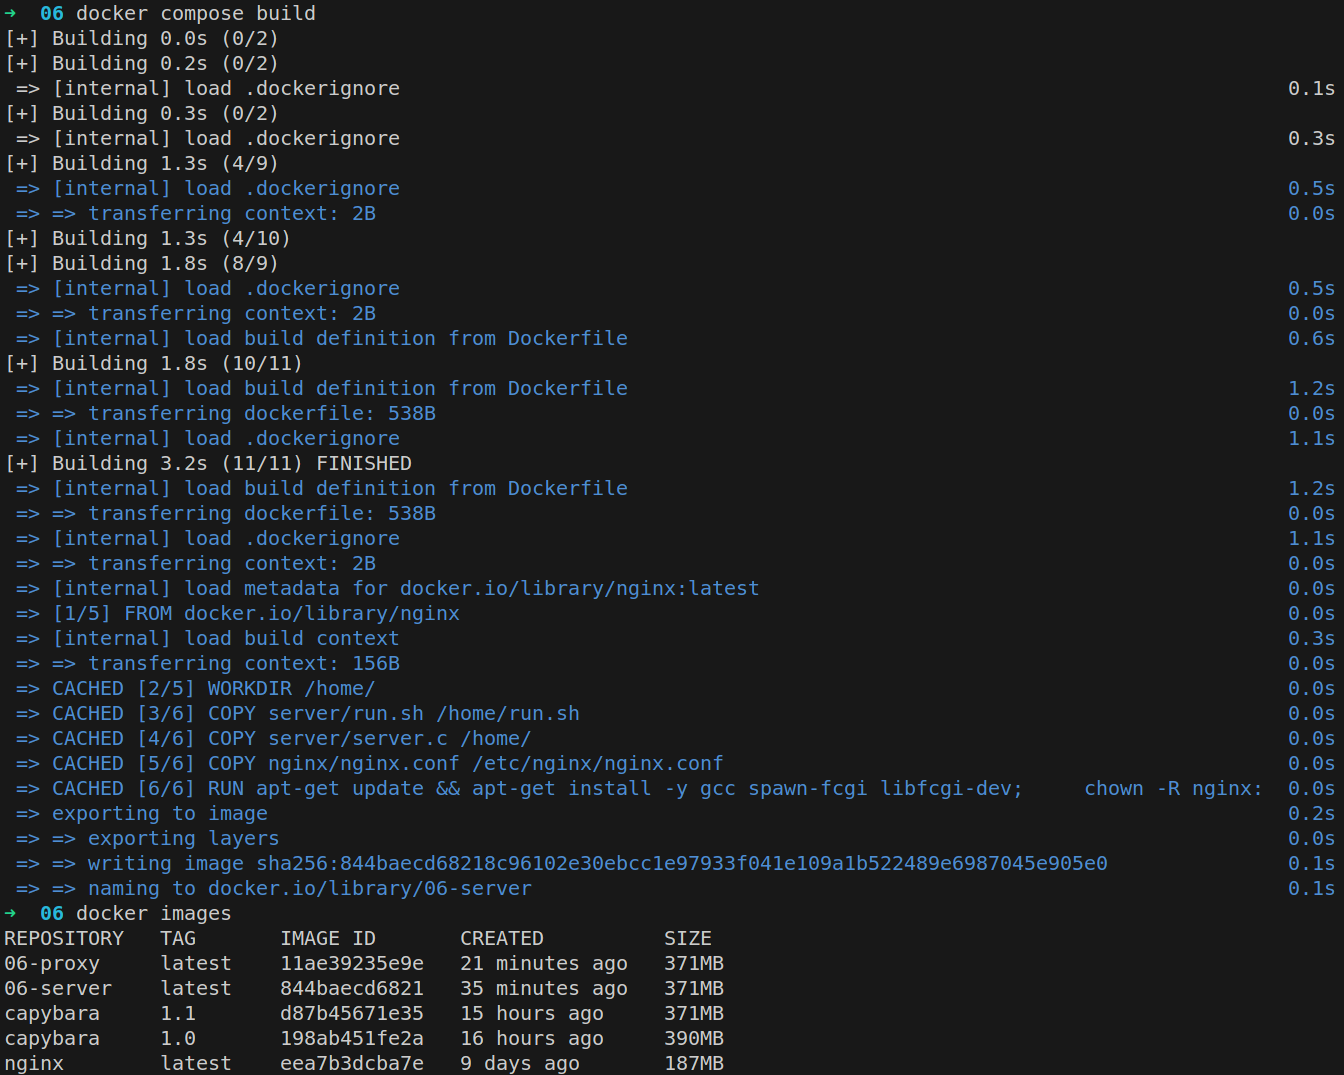 ➜  06 docker compose build
[+] Building 0.0s (0/2)
[+] Building 0.2s (0/2)
 => [internal] load .dockerignore 0.1s
[+] Building 0.3s (0/2)
 => [internal] load .dockerignore 0.3s
[+] Building 1.3s (4/9)
 => [internal] load .dockerignore 0.5s
 => => transferring context: 2B 0.0s
[+] Building 1.3s (4/10)
[+] Building 1.8s (8/9)
 => [internal] load .dockerignore 0.5s
 => => transferring context: 2B 0.0s
 => [internal] load build definition from Dockerfile 0.6s
[+] Building 1.8s (10/11)
 => [internal] load build definition from Dockerfile 1.2s
 => => transferring dockerfile: 538B 0.0s
 => [internal] load .dockerignore 1.1s
[+] Building 3.2s (11/11) FINISHED
 => [internal] load build definition from Dockerfile 1.2s
 => => transferring dockerfile: 538B 0.0s
 => [internal] load .dockerignore 1.1s
 => => transferring context: 2B 0.0s
 => [internal] load metadata for docker.io/library/nginx:latest 0.0s
 => [1/5] FROM docker.io/library/nginx 0.0s
 => [internal] load build context 0.3s
 => => transferring context: 156B 0.0s
 => CACHED [2/5] WORKDIR /home/ 0.0s
 => CACHED [3/6] COPY server/run.sh /home/run.sh 0.0s
 => CACHED [4/6] COPY server/server.c /home/ 0.0s
 => CACHED [5/6] COPY nginx/nginx.conf /etc/nginx/nginx.conf 0.0s
 => CACHED [6/6] RUN apt-get update && apt-get install -y gcc spawn-fcgi libfcgi-dev;     chown -R nginx: 0.0s
 => exporting to image 0.2s
 => => exporting layers 0.0s
 => => writing image sha256:844baecd68218c96102e30ebcc1e97933f041e109a1b522489e6987045e905e0 0.1s
 => => naming to docker.io/library/06-server 0.1s
➜  06 docker images
REPOSITORY   TAG       IMAGE ID       CREATED          SIZE
06-proxy     latest    11ae39235e9e   21 minutes ago   371MB
06-server    latest    844baecd6821   35 minutes ago   371MB
capybara     1.1       d87b45671e35   15 hours ago     371MB
capybara     1.0       198ab451fe2a   16 hours ago     390MB
nginx        latest    eea7b3dcba7e   9 days ago       187MB